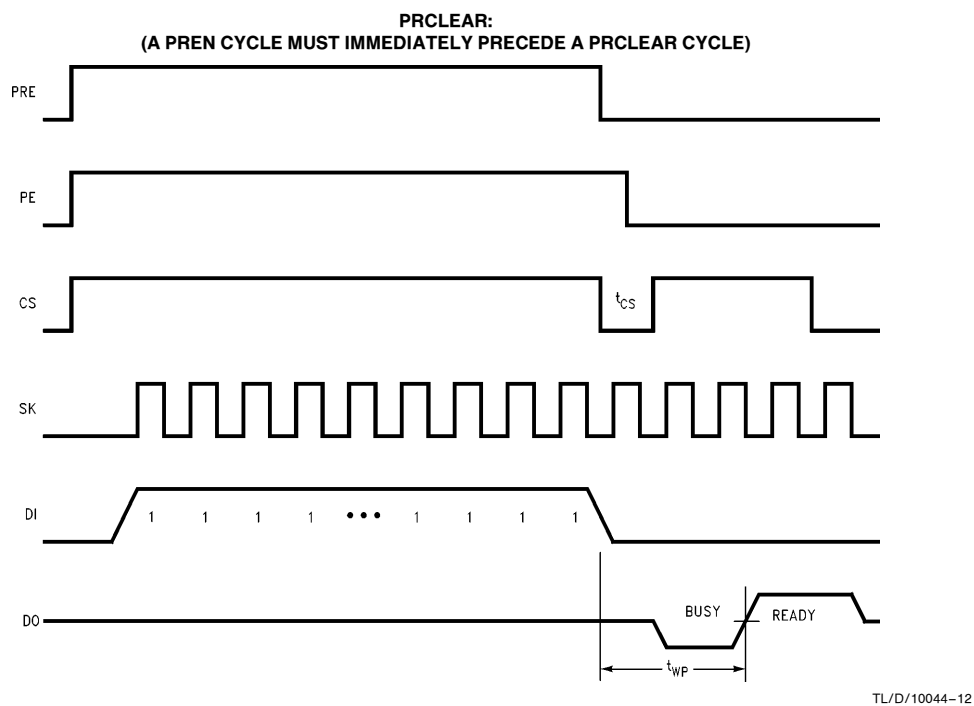 PRCLEAR:
(A PREN CYCLE MUST IMMEDIATELY PRECEDE A PRCLEAR CYCLE)
PRE
PE
CS
tCS
SK
DI
1 1 1 1 ••• 1 1 1 1
DO
BUSY
READY
tWP
TL/D/10044–12